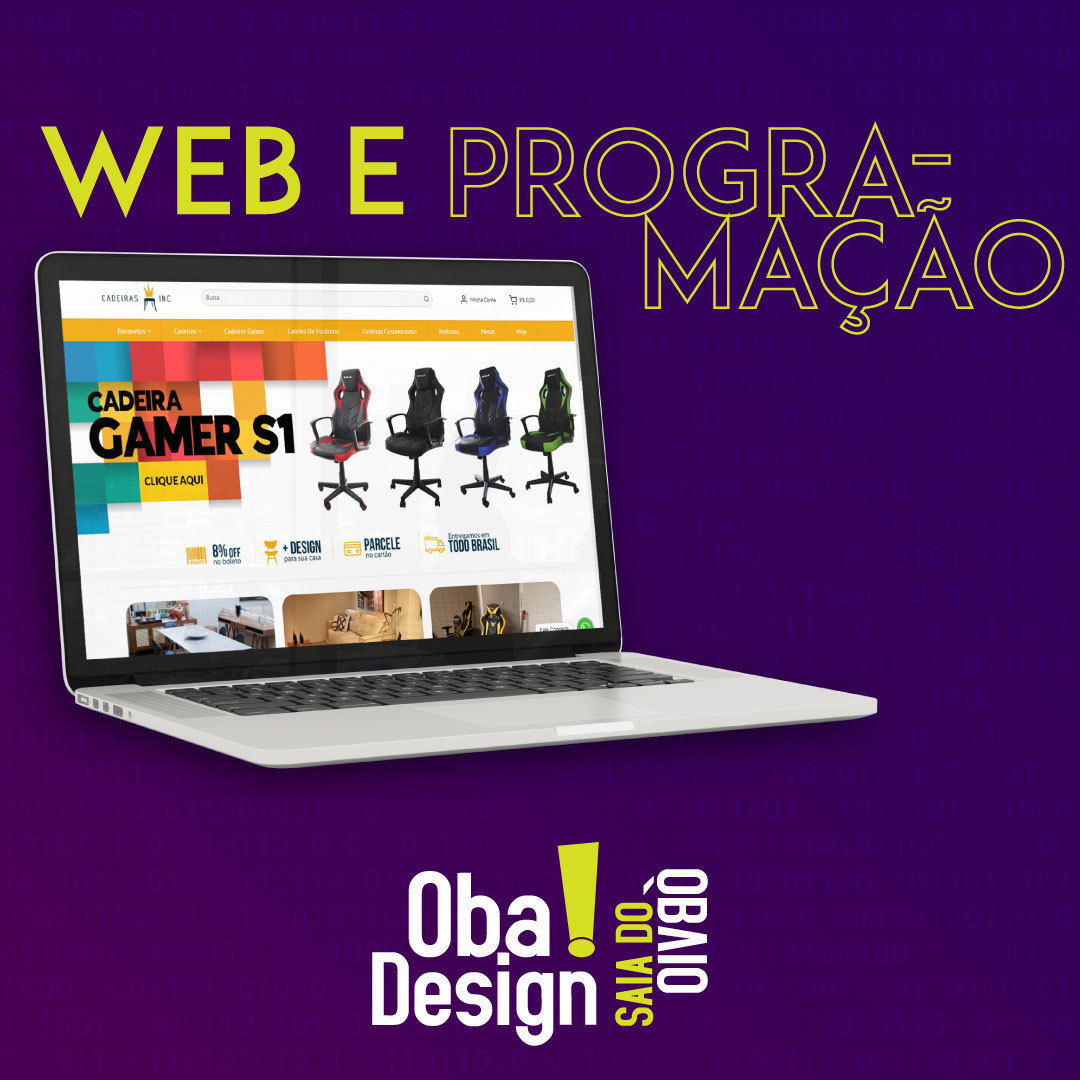 WEB E PROGRA-
MAÇÃO
CADEIRAS INC
Busca
Minha Conte
R$ 0,00
Banquetas
Cadeiras
Cadeiras Gamer
Cadeira De Escritório
Cadeiras Customizadas
Poltrona
Mesas
Map
CADEIRA
GAMER S1
CLIQUE AQUI
8% OFF
no boleto
+ DESIGN
para sua casa
PARCELE
no cartão
Entregamos em
TODO BRASIL
Oba!
Design
SAIA DO
ÓBVIO